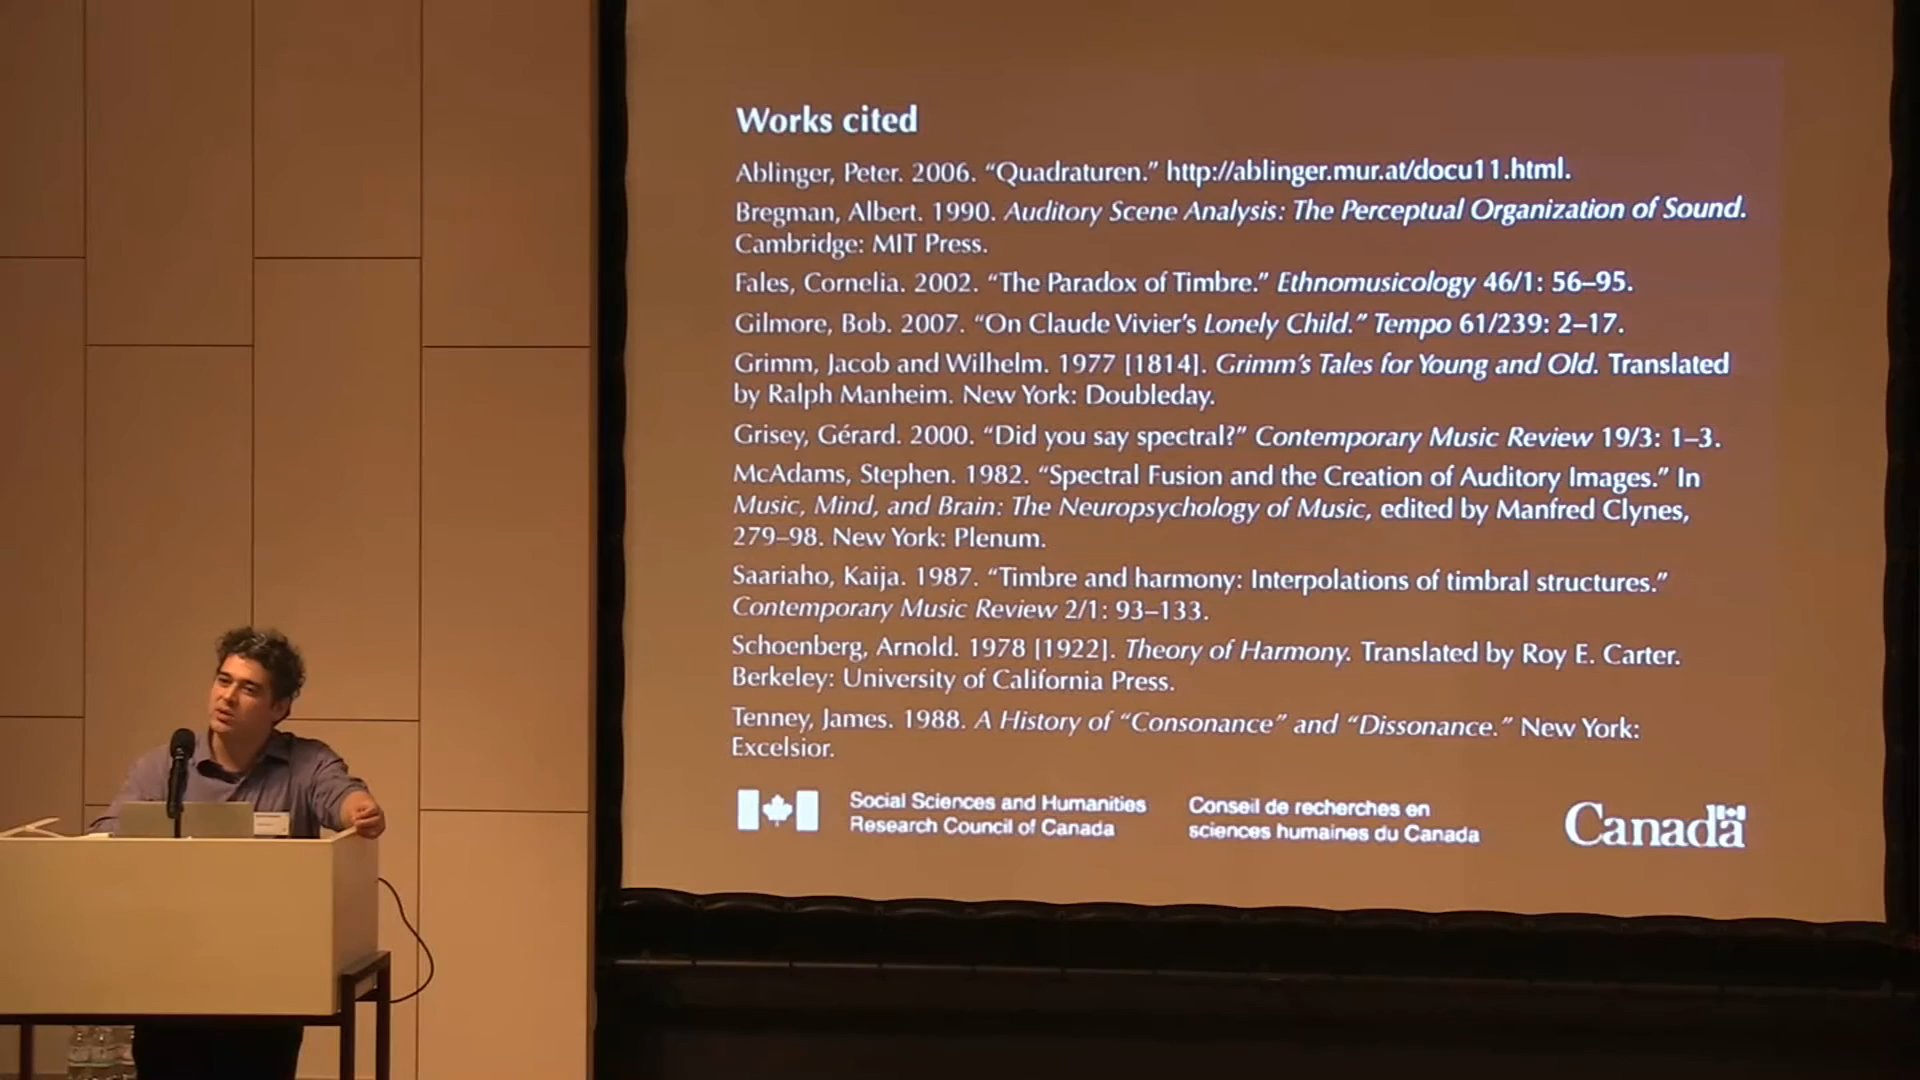 Works cited
Ablinger, Peter. 2006. “Quadraturen.” http://ablinger.mur.at/docu11.html.
Bregman, Albert. 1990. Auditory Scene Analysis: The Perceptual Organization of Sound.
Cambridge: MIT Press.
Fales, Cornelia. 2002. “The Paradox of Timbre.” Ethnomusicology 46/1: 56–95.
Gilmore, Bob. 2007. “On Claude Vivier’s Lonely Child.” Tempo 61/239: 2–17.
Grimm, Jacob and Wilhelm. 1977 [1814]. Grimm’s Tales for Young and Old. Translated
by Ralph Manheim. New York: Doubleday.
Grisey, Gérard. 2000. “Did you say spectral?” Contemporary Music Review 19/3: 1–3.
McAdams, Stephen. 1982. “Spectral Fusion and the Creation of Auditory Images.” In
Music, Mind, and Brain: The Neuropsychology of Music, edited by Manfred Clynes,
279–98. New York: Plenum.
Saariaho, Kaija. 1987. “Timbre and harmony: Interpolations of timbral structures.”
Contemporary Music Review 2/1: 93–133.
Schoenberg, Arnold. 1978 [1922]. Theory of Harmony. Translated by Roy E. Carter.
Berkeley: University of California Press.
Tenney, James. 1988. A History of “Consonance” and “Dissonance.” New York:
Excelsior.
Social Sciences and Humanities
Research Council of Canada
Conseil de recherches en
sciences humaines du Canada
Canada